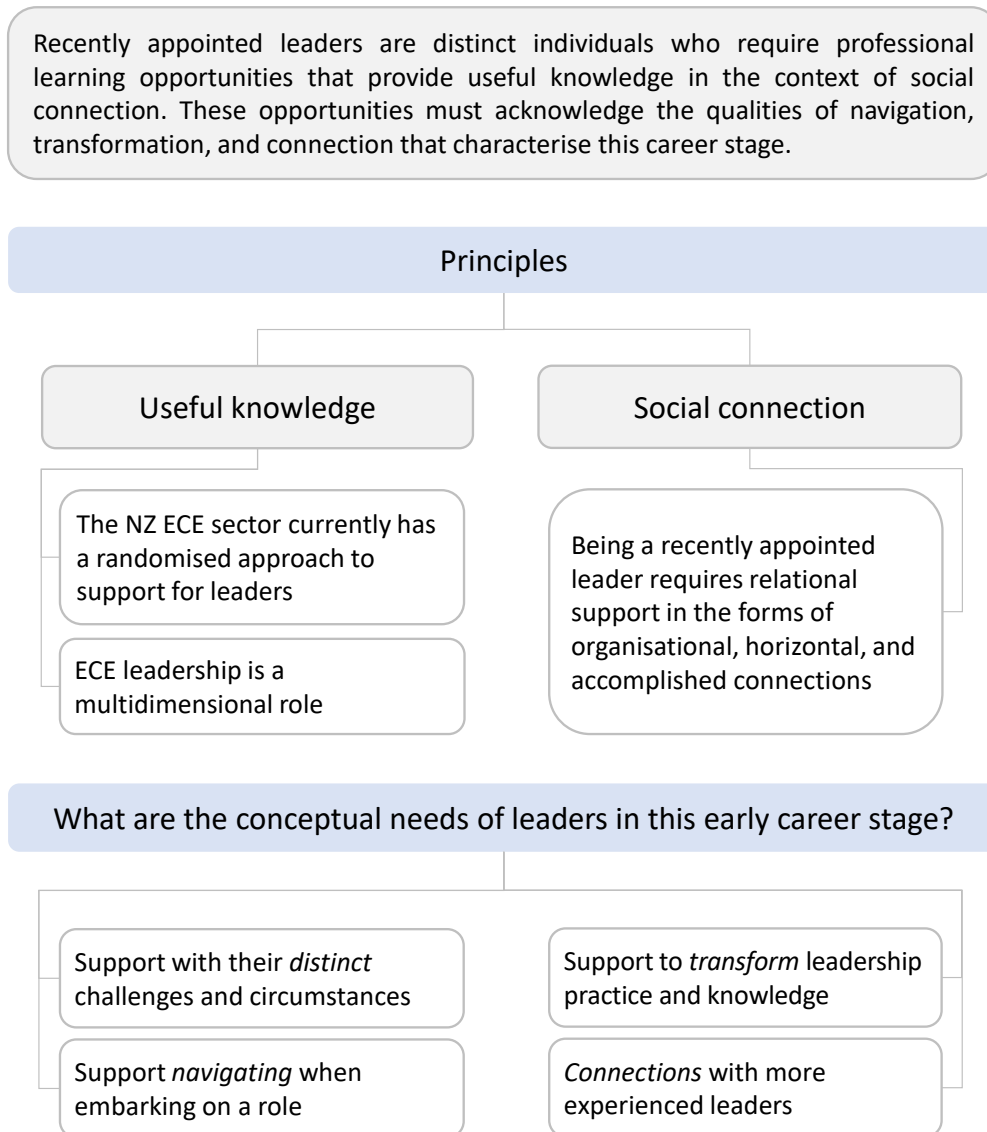 Recently appointed leaders are distinct individuals who require professional
learning opportunities that provide useful knowledge in the context of social
connection. These opportunities must acknowledge the qualities of navigation,
transformation, and connection that characterise this career stage.
Principles
Useful knowledge
The NZ ECE sector currently has
a randomised approach to
support for leaders
ECE leadership is a
multidimensional role
Social connection
Being a recently appointed
leader requires relational
support in the forms of
organisational, horizontal, and
accomplished connections
What are the conceptual needs of leaders in this early career stage?
Support with their distinct
challenges and circumstances
Support navigating when
embarking on a role
Support to transform leadership
practice and knowledge
Connections with more
experienced leaders